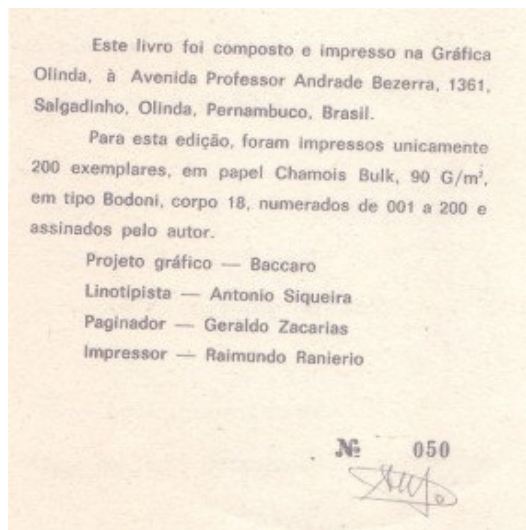 Este livro foi composto e impresso na Gráfica
Olinda, à Avenida Professor Andrade Bezerra, 1361,
Salgadinho, Olinda, Pernambuco, Brasil.
Para esta edição, foram impressos unicamente
200 exemplares, em papel Chamois Bulk, 90 G/m²,
em tipo Bodoni, corpo 18, numerados de 001 a 200 e
assinados pelo autor.
Projeto gráfico — Baccaro
Linotipista — Antonio Siqueira
Paginador — Geraldo Zacarias
Impressor — Raimundo Ranierio
№ 050